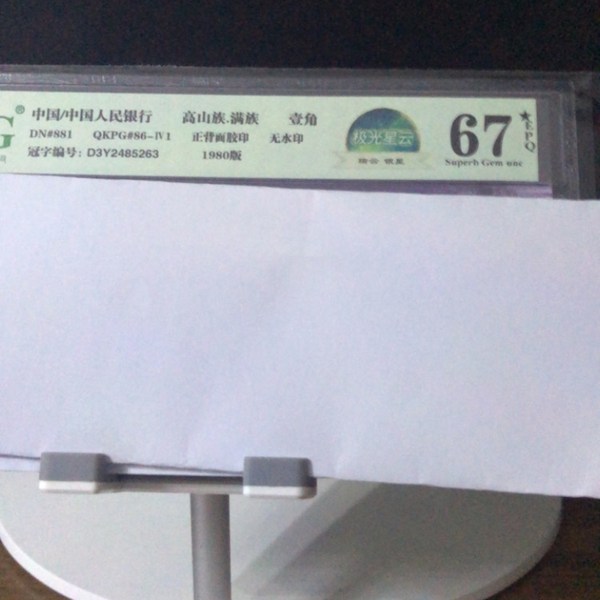 G®
中国/中国人民银行 高山族.满族 壹角
DN#881 QKPG#86-IV1 正背面胶印 无水印
冠字编号: D3Y2485263 1980版
极光星云
67
★EPQ
Superb Gem unc